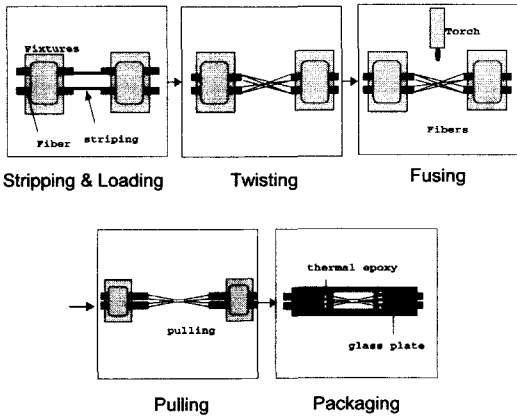 Fixtures
Fiber
striping
Stripping & Loading
Twisting
Torch
Fibers
Fusing
pulling
Pulling
thermal epoxy
glass plate
Packaging